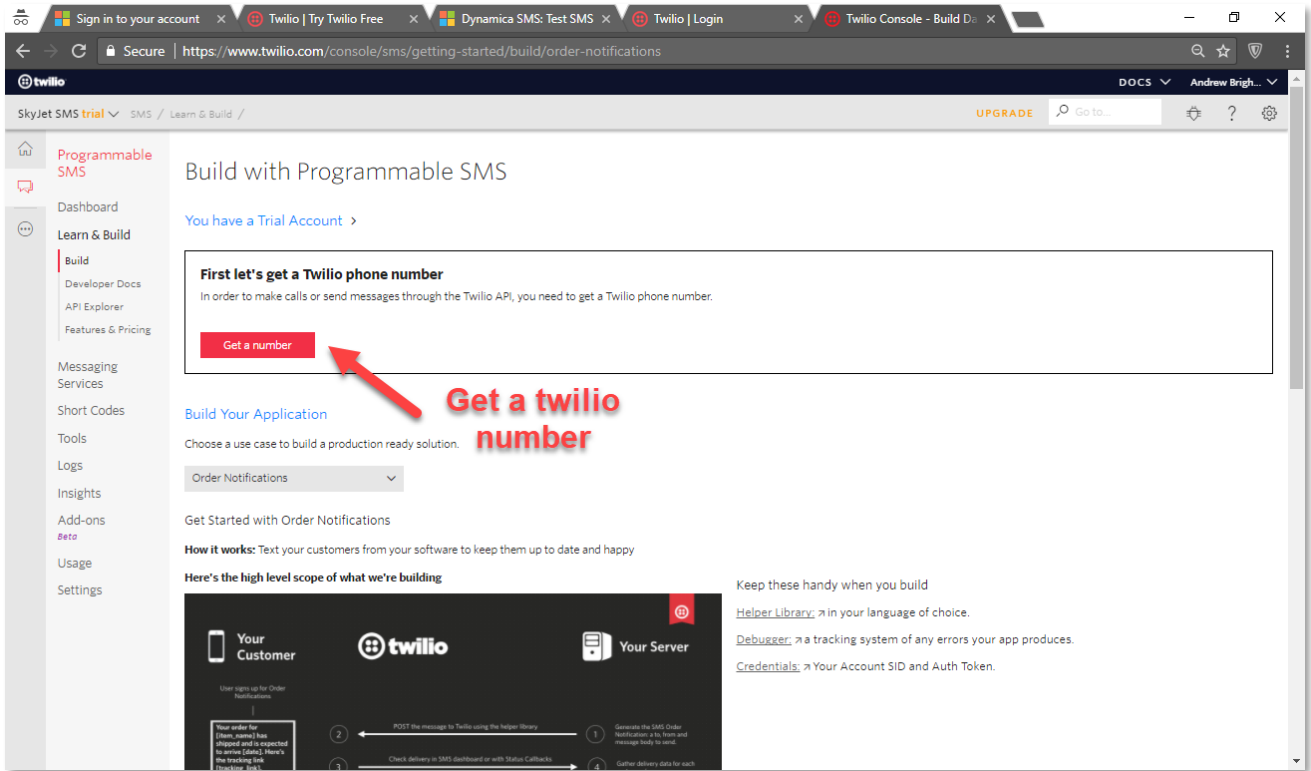 Sign in to your account
Twilio | Try Twilio Free
Dynamica SMS: Test SMS
Twilio | Login
Twilio Console - Build Da
Secure | https://www.twilio.com/console/sms/getting-started/build/order-notifications
twilio
DOCS
Andrew Brigh...
SkyJet SMS trial
SMS / Learn & Build /
UPGRADE
Go to...
?
Programmable
SMS
Dashboard
Learn & Build
Build
Developer Docs
API Explorer
Features & Pricing
Messaging
Services
Short Codes
Tools
Logs
Insights
Add-ons
Beta
Usage
Settings
Build with Programmable SMS
You have a Trial Account >
First let's get a Twilio phone number
In order to make calls or send messages through the Twilio API, you need to get a Twilio phone number.
Get a number
Get a twilio
number
Build Your Application
Choose a use case to build a production ready solution.
Order Notifications
Get Started with Order Notifications
How it works: Text your customers from your software to keep them up to date and happy
Here's the high level scope of what we're building
Your
Customer
twilio
Your Server
User signs up for Order
Notifications
Your order for
[item_name] has
shipped and is expected
to arrive [date]. Here's
the tracking link
[tracking_link].
2
POST the message to Twilio using the helper library
1
Generate the SMS Order
Notification: a to, from and
message body to send.
3
Check delivery in SMS dashboard or with Status Callbacks
4
Gather delivery data for each
Keep these handy when you build
Helper Library: in your language of choice.
Debugger: a tracking system of any errors your app produces.
Credentials: Your Account SID and Auth Token.